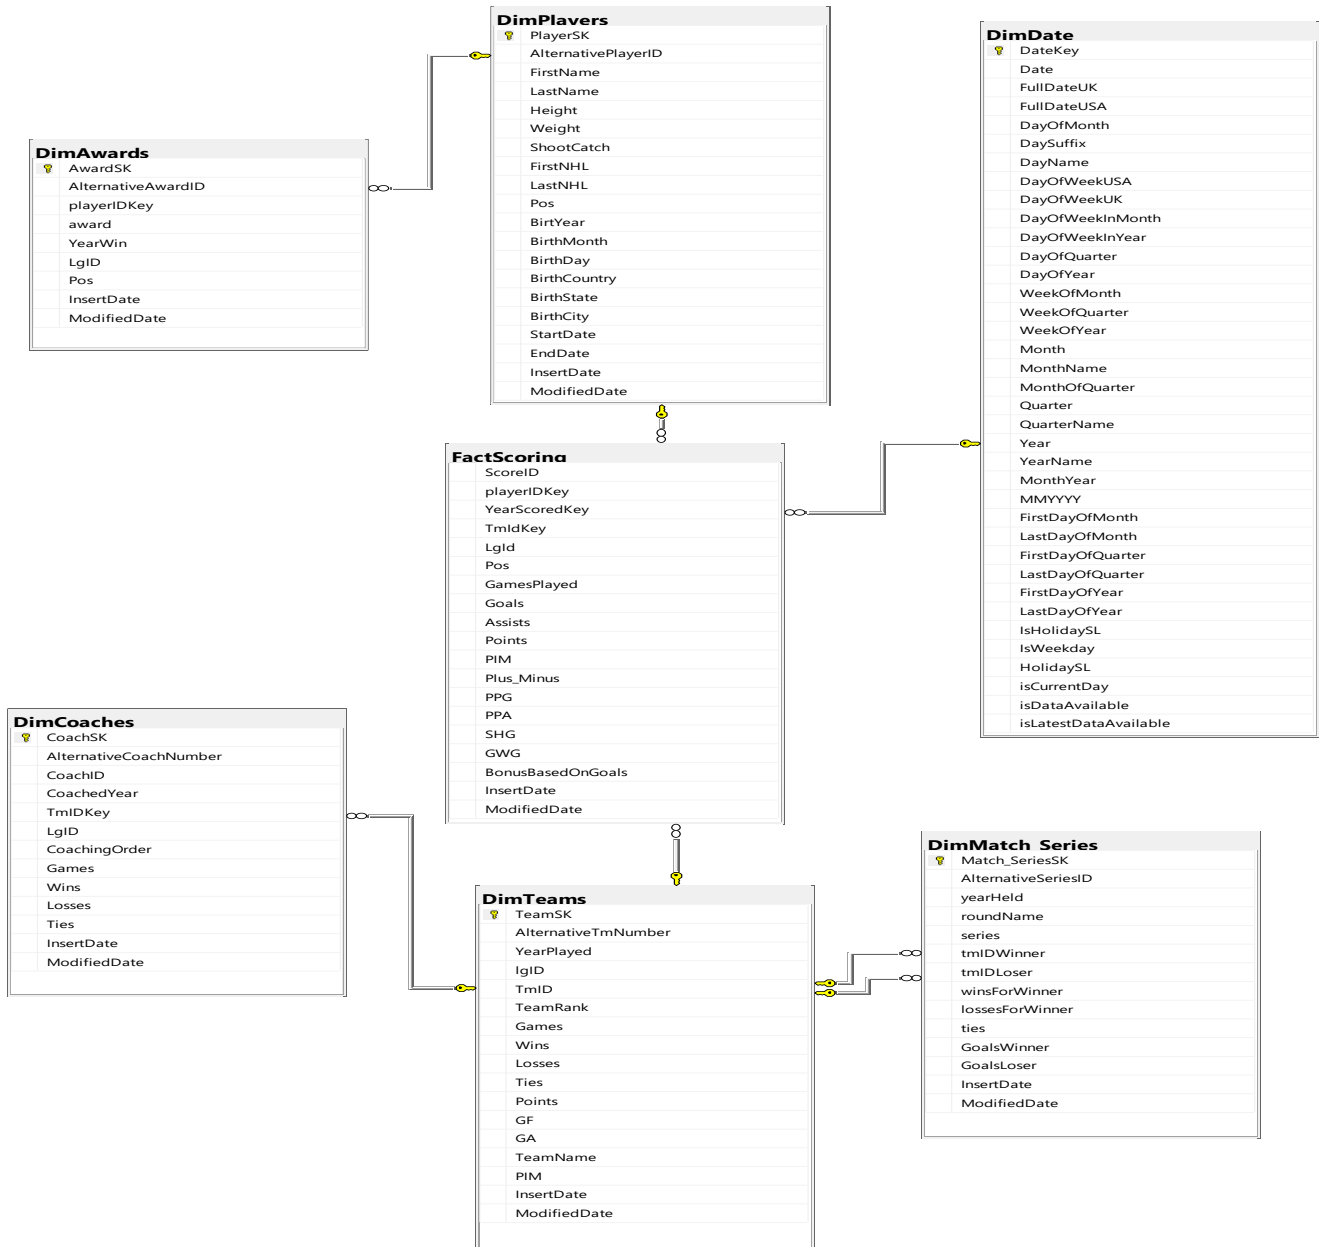 DimPlayers
PlayerSK
AlternativePlayerID
FirstName
LastName
Height
Weight
ShootCatch
FirstNHL
LastNHL
Pos
BirtYear
BirthMonth
BirthDay
BirthCountry
BirthState
BirthCity
StartDate
EndDate
InsertDate
ModifiedDate
DimDate
DateKey
Date
FullDateUK
FullDateUSA
DayOfMonth
DaySuffix
DayName
DayOfWeekUSA
DayOfWeekUK
DayOfWeekInMonth
DayOfWeekInYear
DayOfQuarter
DayOfYear
WeekOfMonth
WeekOfQuarter
WeekOfYear
Month
MonthName
MonthOfQuarter
Quarter
QuarterName
Year
YearName
MonthYear
MMYYYY
FirstDayOfMonth
LastDayOfMonth
FirstDayOfQuarter
LastDayOfQuarter
FirstDayOfYear
LastDayOfYear
IsHolidaySL
IsWeekday
HolidaySL
isCurrentDay
isDataAvailable
isLatestDataAvailable
DimAwards
AwardSK
AlternativeAwardID
playerIDKey
award
YearWin
LgID
Pos
InsertDate
ModifiedDate
FactScoring
ScoreID
playerIDKey
YearScoredKey
TmIdKey
LgId
Pos
GamesPlayed
Goals
Assists
Points
PIM
Plus_Minus
PPG
PPA
SHG
GWG
BonusBasedOnGoals
InsertDate
ModifiedDate
DimCoaches
CoachSK
AlternativeCoachNumber
CoachID
CoachedYear
TmIDKey
LgID
CoachingOrder
Games
Wins
Losses
Ties
InsertDate
ModifiedDate
DimTeams
TeamSK
AlternativeTmNumber
YearPlayed
lgID
TmID
TeamRank
Games
Wins
Losses
Ties
Points
GF
GA
TeamName
PIM
InsertDate
ModifiedDate
DimMatch_Series
Match_SeriesSK
AlternativeSeriesID
yearHeld
roundName
series
tmIDWinner
tmIDLoser
winsForWinner
lossesForWinner
ties
GoalsWinner
GoalsLoser
InsertDate
ModifiedDate